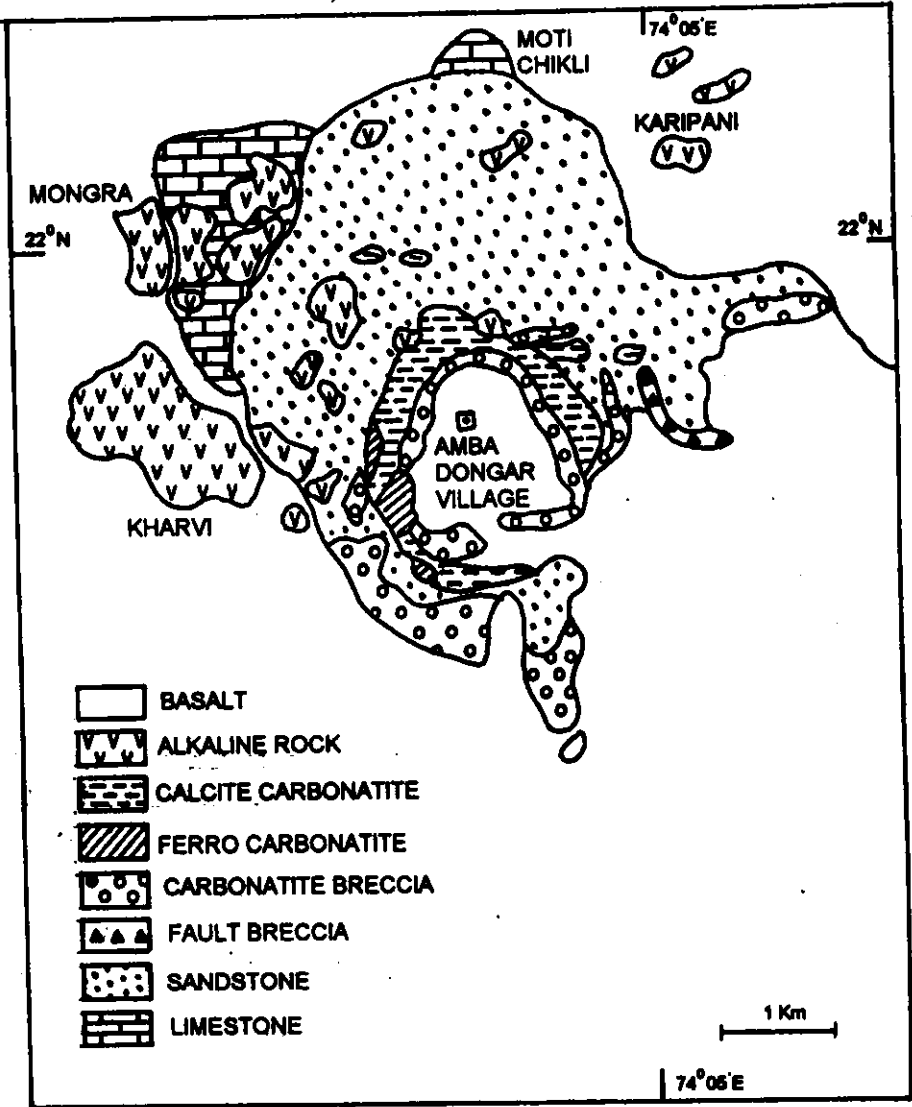 74°05'E
MOTI
CHIKLI
KARIPANI
MONGRA
22°N
22°N
AMBA
DONGAR
VILLAGE
KHARVI
BASALT
ALKALINE ROCK
CALCITE CARBONATITE
FERRO CARBONATITE
CARBONATITE BRECCIA
FAULT BRECCIA
SANDSTONE
LIMESTONE
1 Km
74°05'E